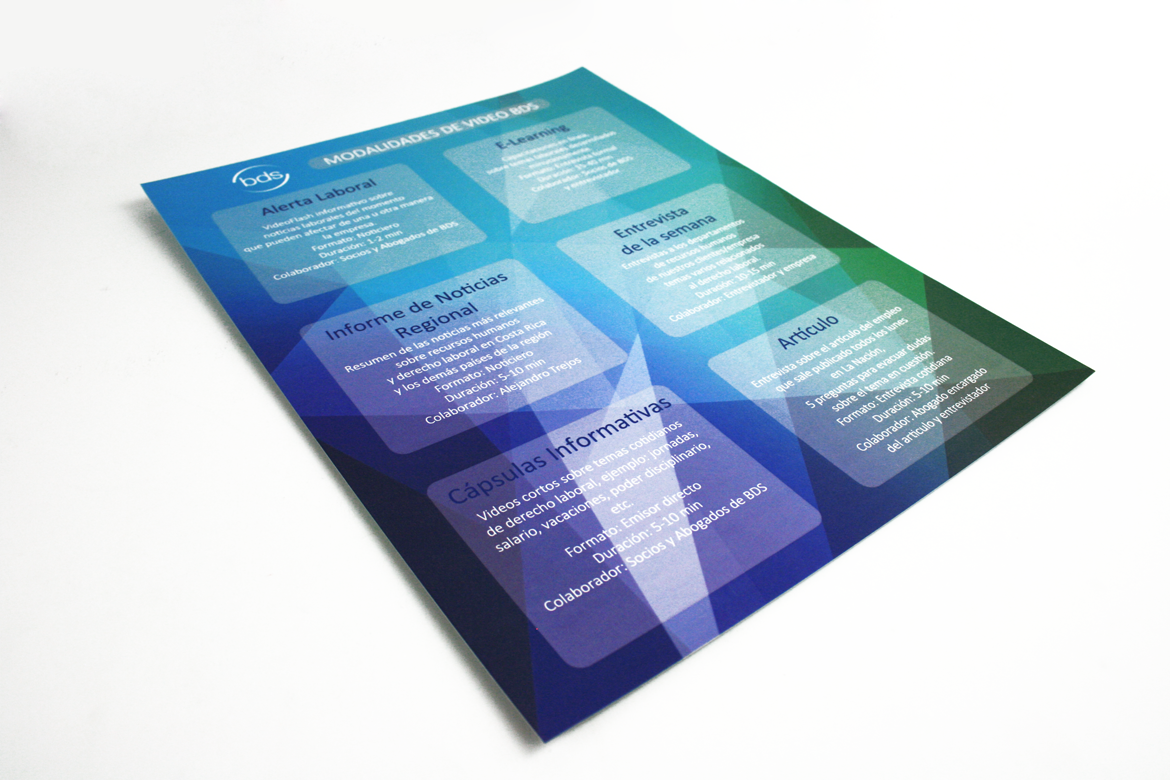 bds
MODALIDADES DE VIDEO BDS
Alerta Laboral
VideoFlash informativo sobre
noticias laborales del momento
que pueden afectar de una u otra manera
la empresa
Formato: Noticiero
Duración: 1-2 min
Colaborador: Socios y Abogados de BDS
E-Learning
Formato:
Duración:
Colaborador: Socios de BDS
y entrevistador
Informe de Noticias
Regional
Resumen de las noticias más relevantes
sobre recursos humanos
y derecho laboral en Costa Rica
y los demás países de la región
Formato: Noticiero
Duración: 5-10 min
Colaborador: Alejandro Trejos
Entrevista
de la semana
Entrevistas a los departamentos
de recursos humanos
de nuestros clientes/empresa
temas varios relacionados
al derecho laboral.
Duración: 10-15 min
Colaborador: Entrevistador y empresa
Cápsulas Informativas
Videos cortos sobre temas cotidianos
de derecho laboral, ejemplo: jornadas,
salario, vacaciones, poder disciplinario,
etc.
Formato: Emisor directo
Duración: 5-10 min
Colaborador: Socios y Abogados de BDS
Artículo
Entrevista sobre el artículo del empleo
que sale publicado todos los lunes
en La Nación.
5 preguntas para evacuar dudas
sobre el tema en cuestión.
Formato: Entrevista cotidiana
Duración: 5-10 min
Colaborador: Abogado encargado
del artículo y entrevistador